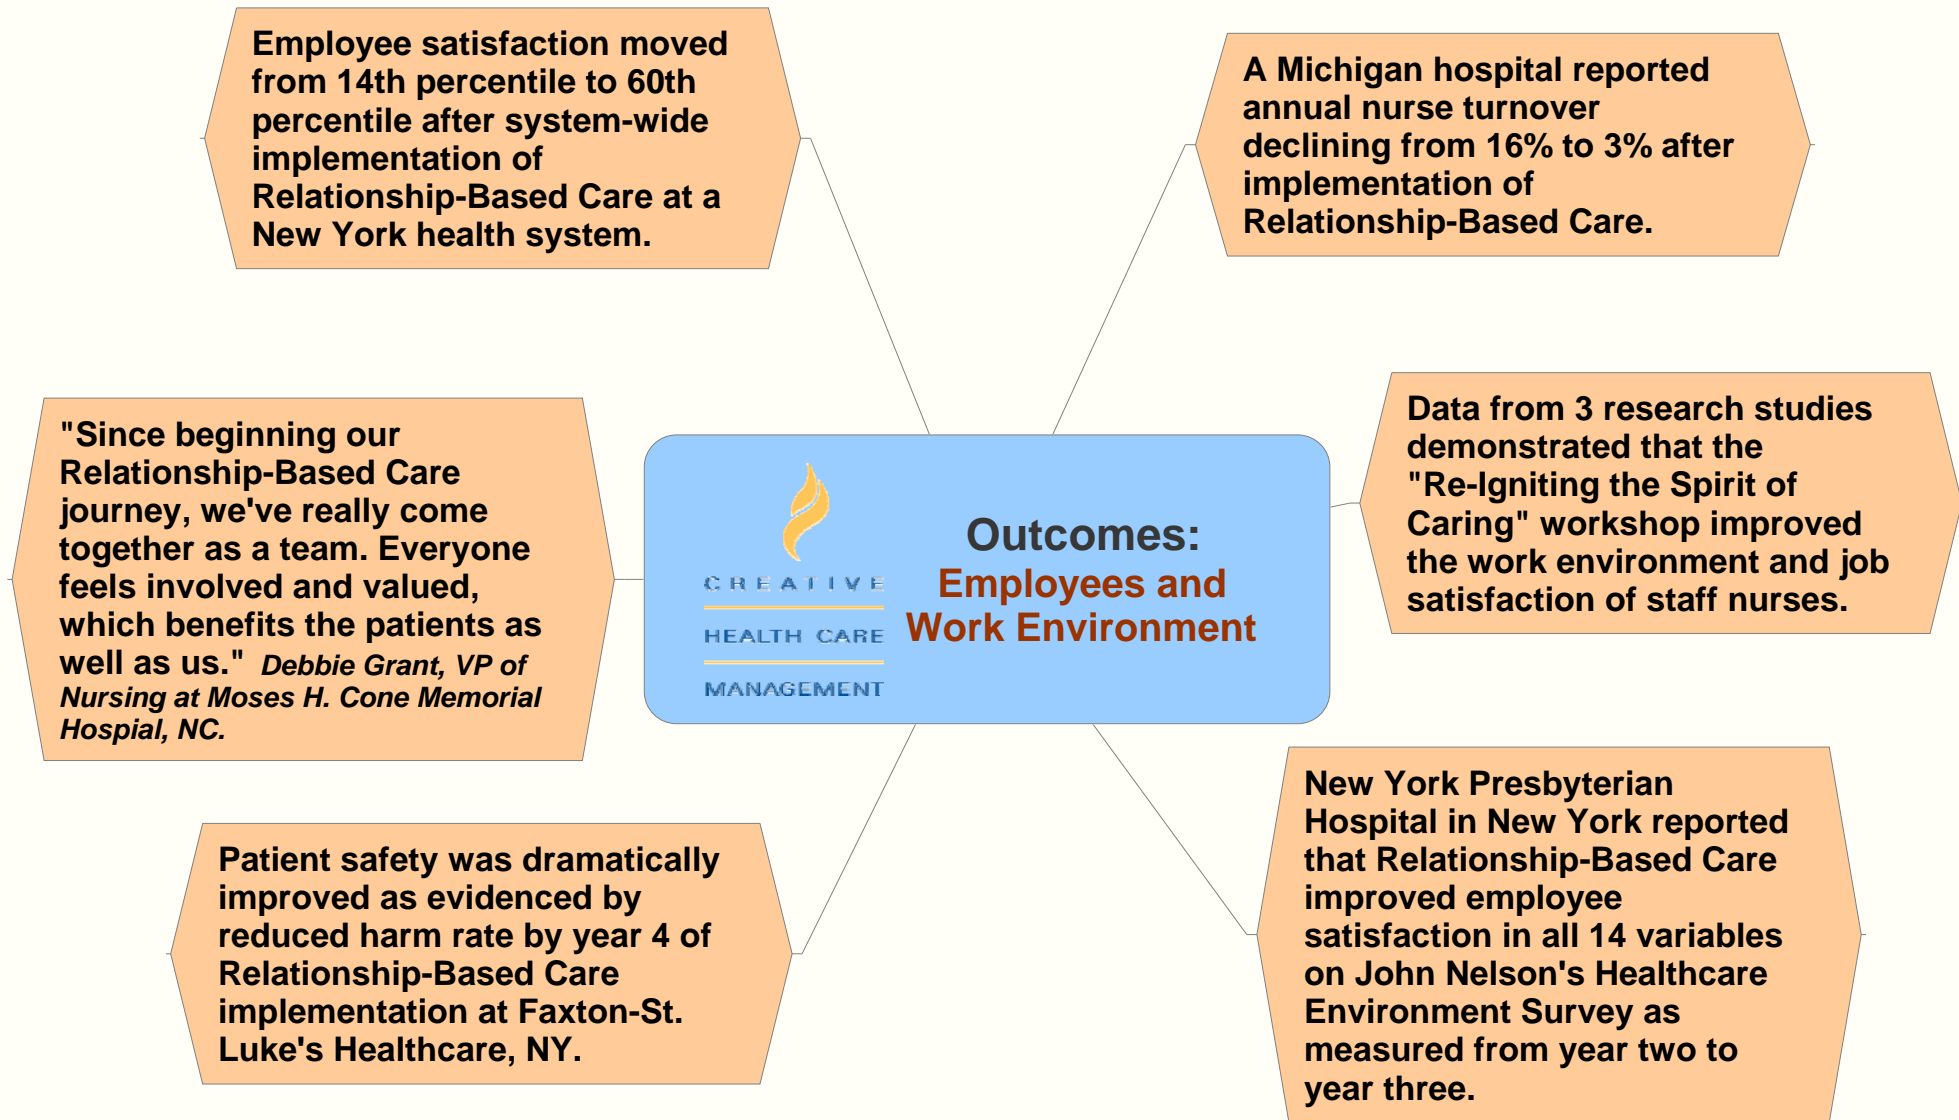 Employee satisfaction moved
from 14th percentile to 60th
percentile after system-wide
implementation of
Relationship-Based Care at a
New York health system.
A Michigan hospital reported
annual nurse turnover
declining from 16% to 3% after
implementation of
Relationship-Based Care.
"Since beginning our
Relationship-Based Care
journey, we've really come
together as a team. Everyone
feels involved and valued,
which benefits the patients as
well as us." Debbie Grant, VP of
Nursing at Moses H. Cone Memorial
Hospial, NC.
CREATIVE
HEALTH CARE
MANAGEMENT
Outcomes:
Employees and
Work Environment
Data from 3 research studies
demonstrated that the
"Re-Igniting the Spirit of
Caring" workshop improved
the work environment and job
satisfaction of staff nurses.
Patient safety was dramatically
improved as evidenced by
reduced harm rate by year 4 of
Relationship-Based Care
implementation at Faxton-St.
Luke's Healthcare, NY.
New York Presbyterian
Hospital in New York reported
that Relationship-Based Care
improved employee
satisfaction in all 14 variables
on John Nelson's Healthcare
Environment Survey as
measured from year two to
year three.